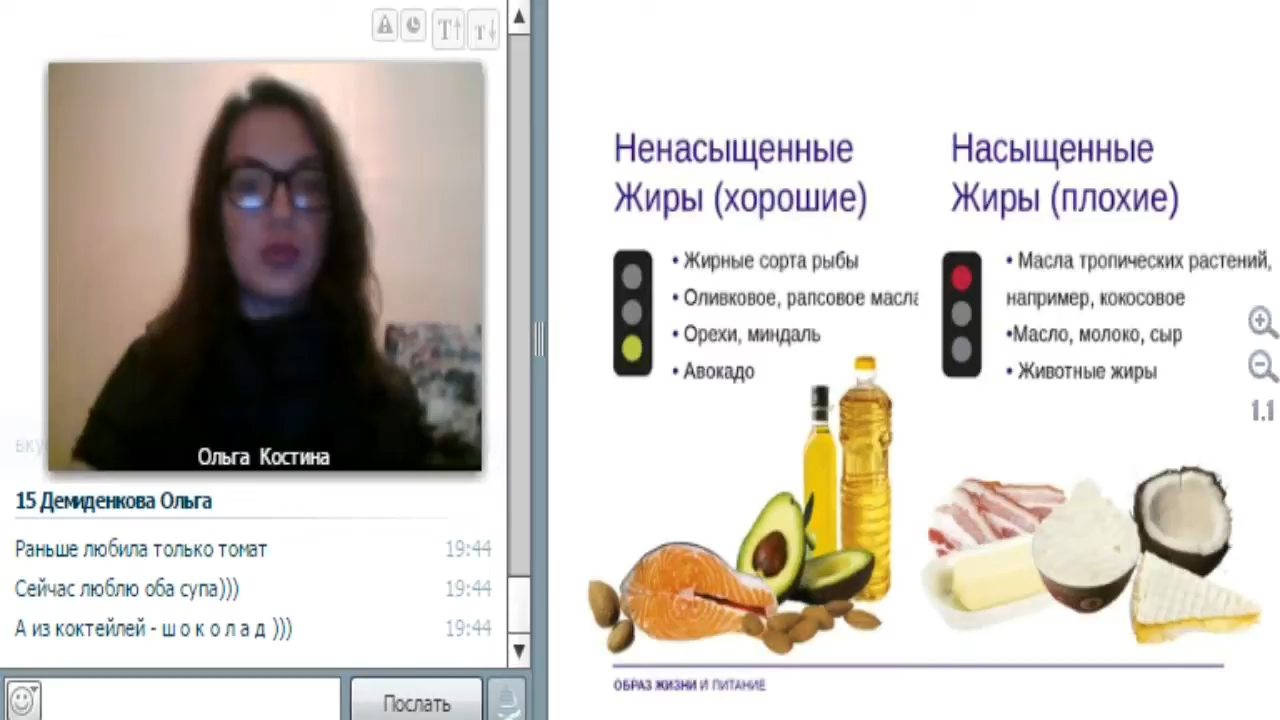 Ольга Костина
15 Демиденкова Ольга
Раньше любила только томат 19:44
Сейчас люблю оба супа))) 19:44
А из коктейлей - ш о к о л а д ))) 19:44
Послать
Ненасыщенные
Жиры (хорошие)
• Жирные сорта рыбы
• Оливковое, рапсовое масла
• Орехи, миндаль
• Авокадо
Насыщенные
Жиры (плохие)
• Масла тропических растений,
например, кокосовое
•Масло, молоко, сыр
• Животные жиры
1.1
ОБРАЗ ЖИЗНИ И ПИТАНИЕ